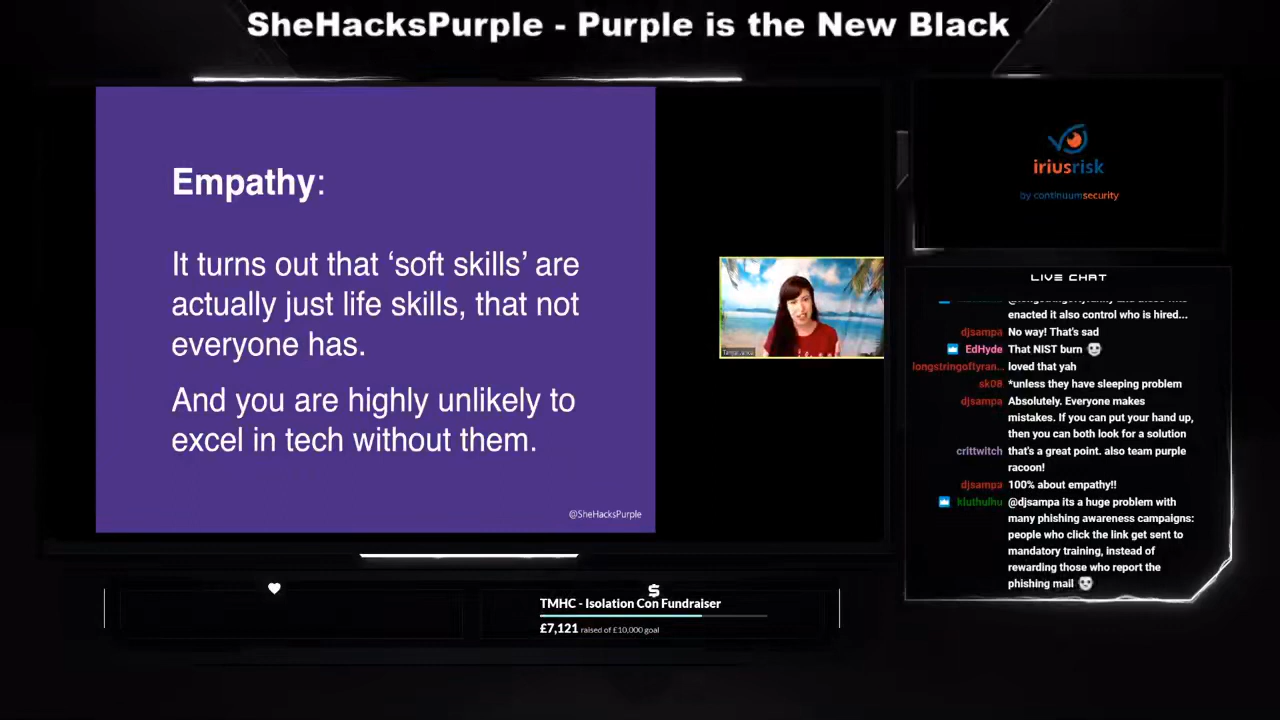 SheHacksPurple - Purple is the New Black
Empathy:
It turns out that ‘soft skills’ are
actually just life skills, that not
everyone has.
And you are highly unlikely to
excel in tech without them.
@SheHacksPurple
iriusrisk
by continuumsecurity
LIVE CHAT
enacted it also control who is hired...
djsampa No way! That's sad
EdHyde That NIST burn
longstringoftyran... loved that yah
sk08 *unless they have sleeping problem
djsampa Absolutely. Everyone makes
mistakes. If you can put your hand up,
then you can both look for a solution
crittwitch that's a great point. also team purple
racoon!
djsampa 100% about empathy!!
kluthulhu @djsampa its a huge problem with
many phishing awareness campaigns:
people who click the link get sent to
mandatory training, instead of
rewarding those who report the
phishing mail
$
TMHC - Isolation Con Fundraiser
£7,121 raised of £10,000 goal